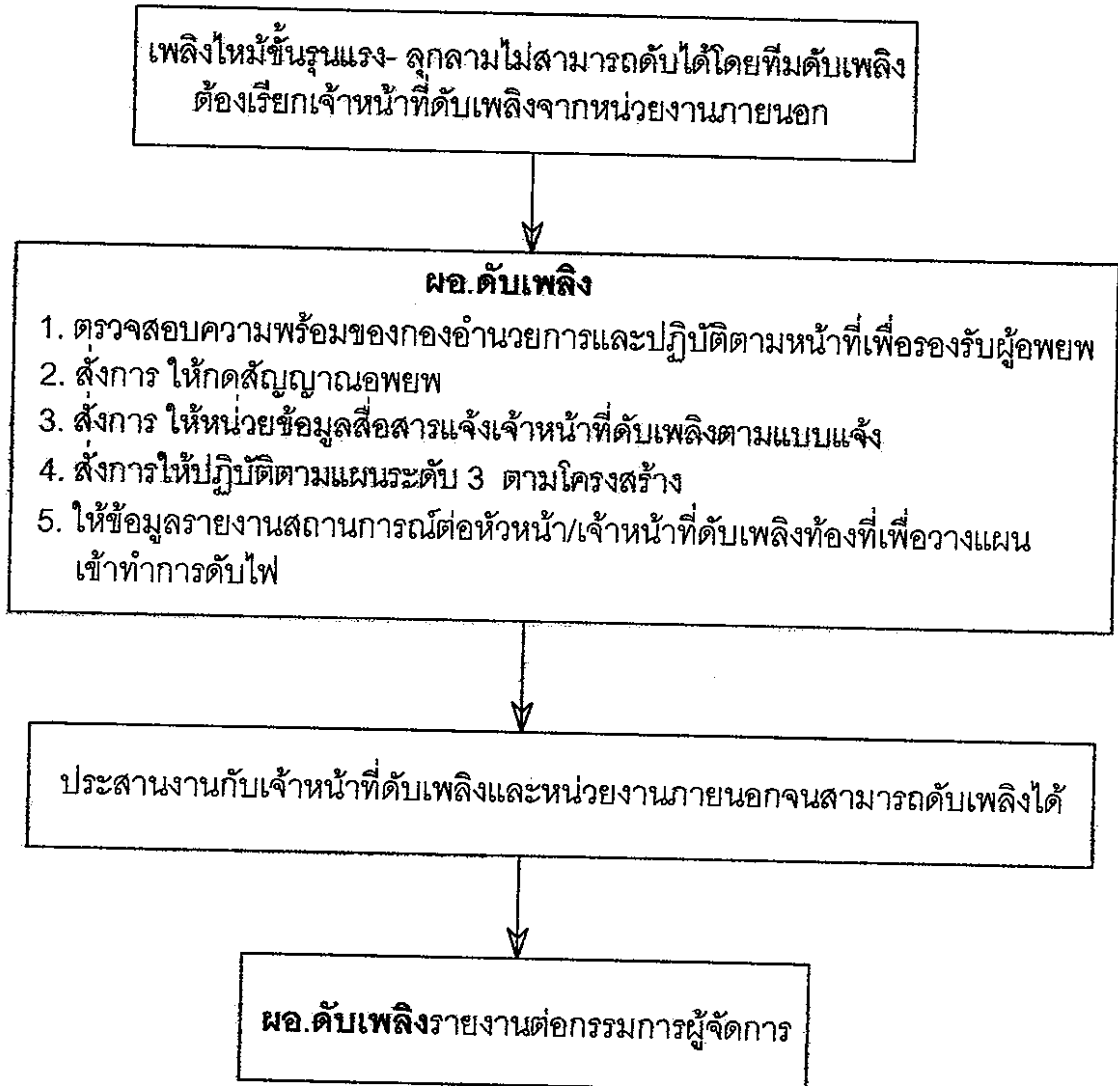 เพลิงไหม้ขั้นรุนแรง- ลุกลามไม่สามารถดับได้โดยทีมดับเพลิง
ต้องเรียกเจ้าหน้าที่ดับเพลิงจากหน่วยงานภายนอก
ผอ.ดับเพลิง
1. ตรวจสอบความพร้อมของกองอำนวยการและปฏิบัติตามหน้าที่เพื่อรองรับผู้อพยพ
2. สั่งการ ให้กดสัญญาณอพยพ
3. สั่งการ ให้หน่วยข้อมูลสื่อสารแจ้งเจ้าหน้าที่ดับเพลิงตามแบบแจ้ง
4. สั่งการให้ปฏิบัติตามแผนระดับ 3 ตามโครงสร้าง
5. ให้ข้อมูลรายงานสถานการณ์ต่อหัวหน้า/เจ้าหน้าที่ดับเพลิงท้องที่เพื่อวางแผน
เข้าทำการดับไฟ
ประสานงานกับเจ้าหน้าที่ดับเพลิงและหน่วยงานภายนอกจนสามารถดับเพลิงได้
ผอ.ดับเพลิงรายงานต่อกรรมการผู้จัดการ